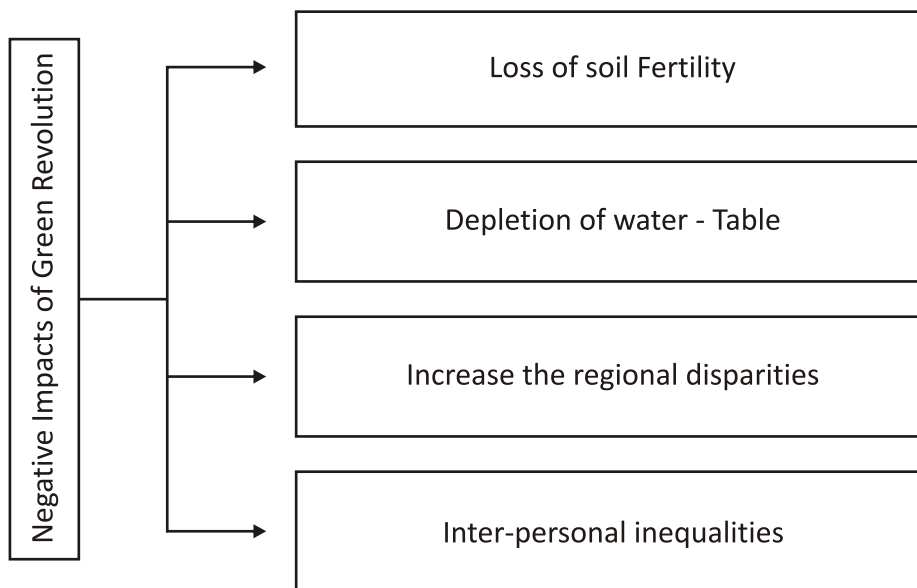 Negative Impacts of Green Revolution
Loss of soil Fertility
Depletion of water - Table
Increase the regional disparities
Inter-personal inequalities